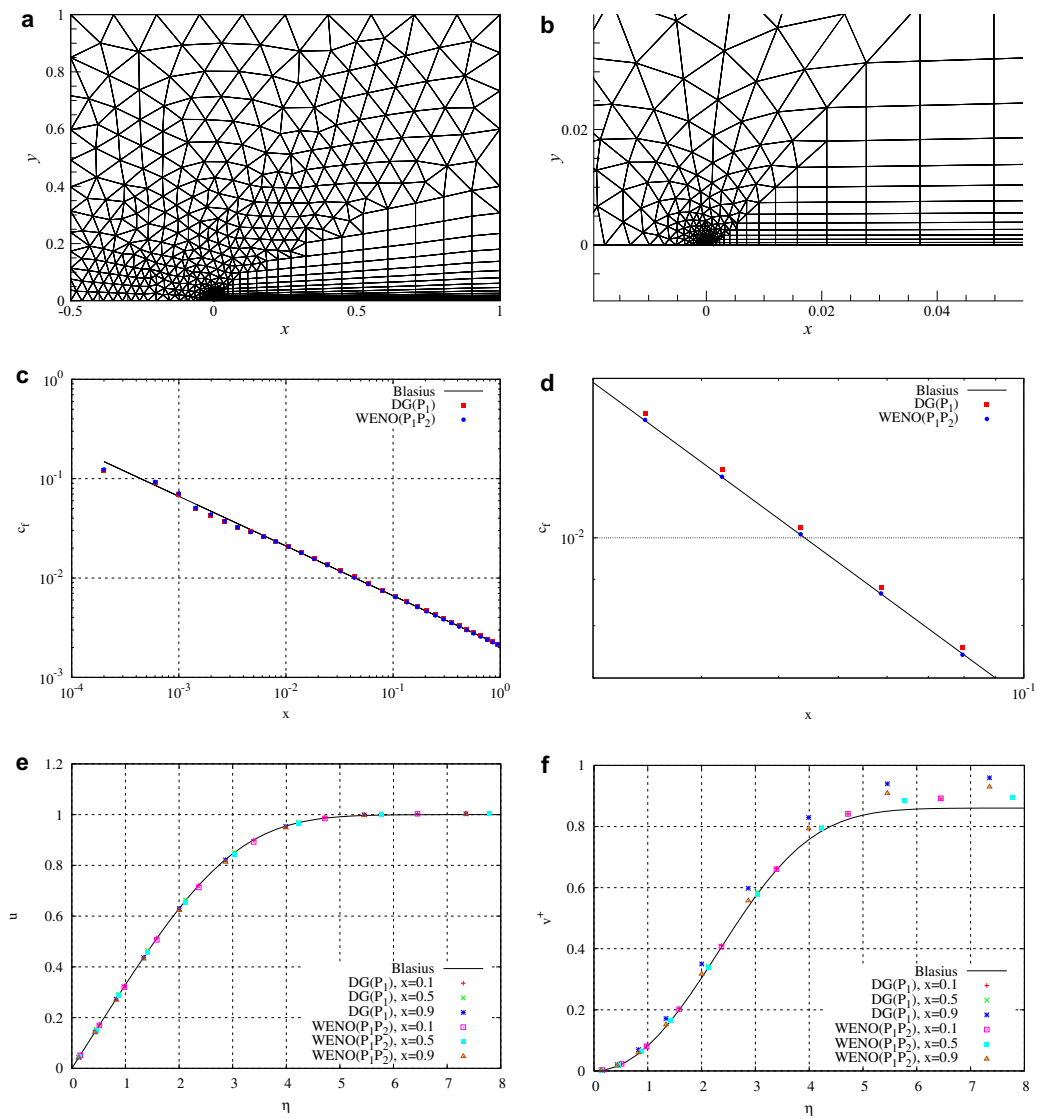 a
1
0.8
0.6
y
0.4
0.2
0
-0.5
0
0.5
1
x
b
0.02
y
0
0
0.02
0.04
x
c
10^0
10^-1
c_f
10^-2
10^-3
10^-4
10^-3
10^-2
10^-1
10^0
x
Blasius
DG(P_1)
WENO(P_1P_2)
d
c_f
10^-2
10^-1
x
Blasius
DG(P_1)
WENO(P_1P_2)
e
1.2
1
0.8
u
0.6
0.4
0.2
0
0
1
2
3
4
5
6
7
8
η
Blasius
DG(P_1), x=0.1
DG(P_1), x=0.5
DG(P_1), x=0.9
WENO(P_1P_2), x=0.1
WENO(P_1P_2), x=0.5
WENO(P_1P_2), x=0.9
f
1
0.8
0.6
v^+
0.4
0.2
0
0
1
2
3
4
5
6
7
8
η
Blasius
DG(P_1), x=0.1
DG(P_1), x=0.5
DG(P_1), x=0.9
WENO(P_1P_2), x=0.1
WENO(P_1P_2), x=0.5
WENO(P_1P_2), x=0.9